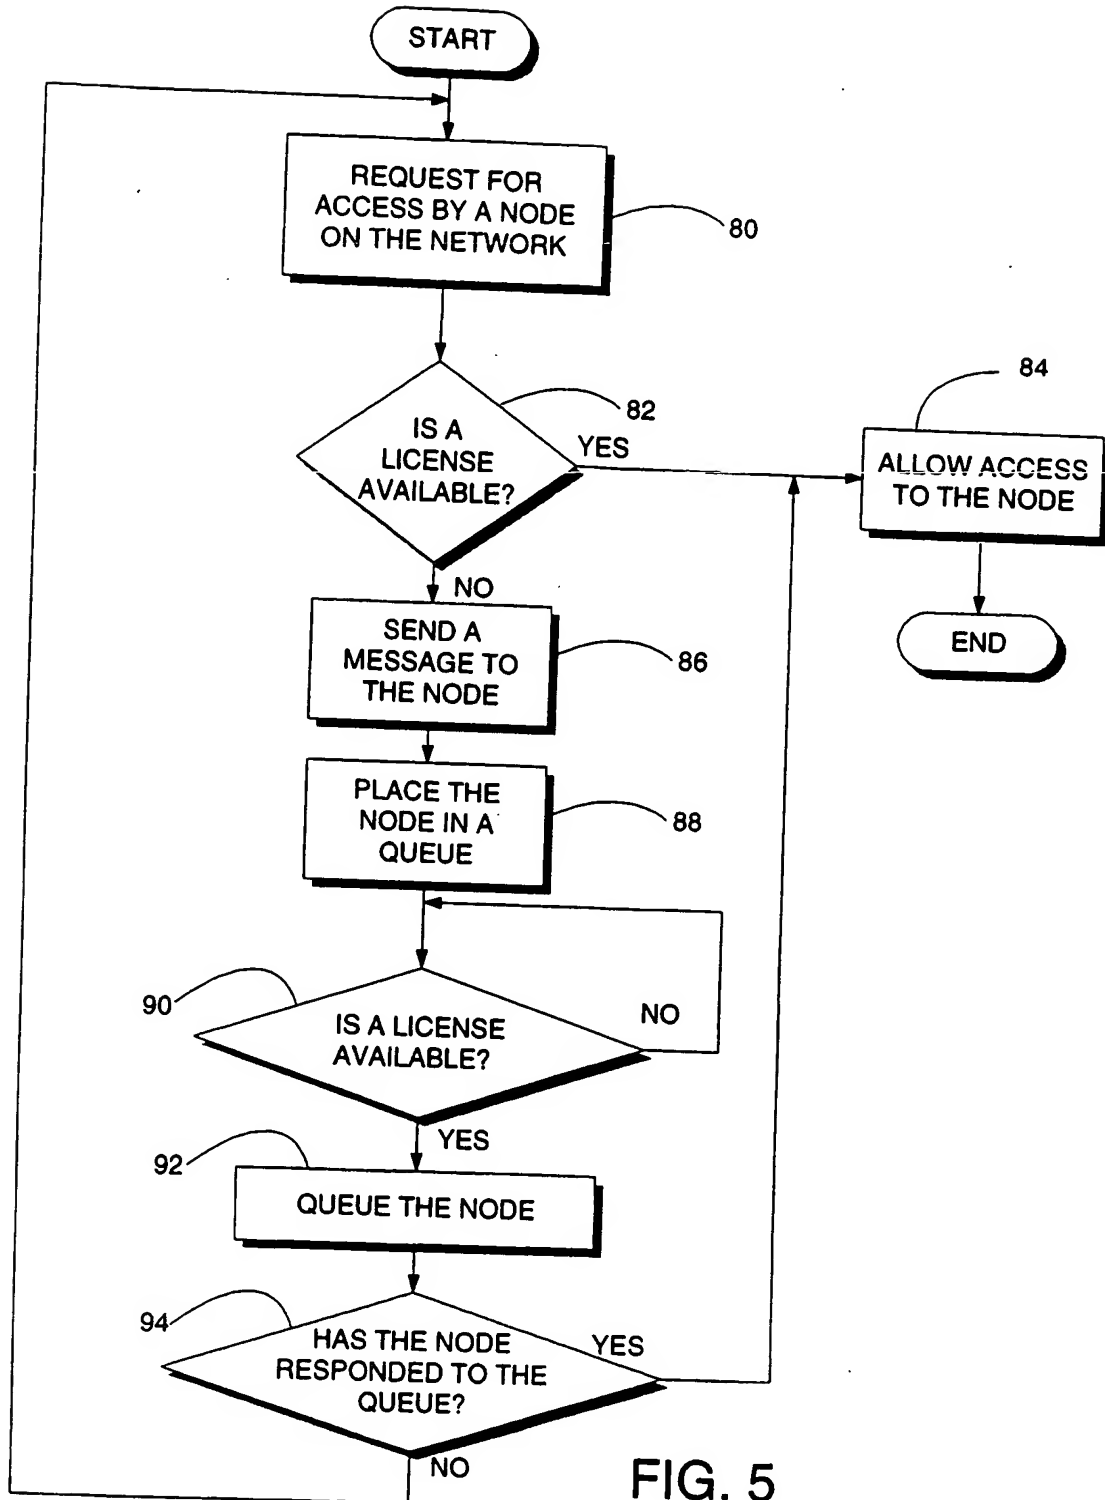 START
REQUEST FOR
ACCESS BY A NODE
ON THE NETWORK
80
IS A
LICENSE
AVAILABLE?
82
YES
84
ALLOW ACCESS
TO THE NODE
END
NO
SEND A
MESSAGE TO
THE NODE
86
PLACE THE
NODE IN A
QUEUE
88
90
IS A LICENSE
AVAILABLE?
NO
YES
92
QUEUE THE NODE
94
HAS THE NODE
RESPONDED TO THE
QUEUE?
YES
NO
FIG. 5